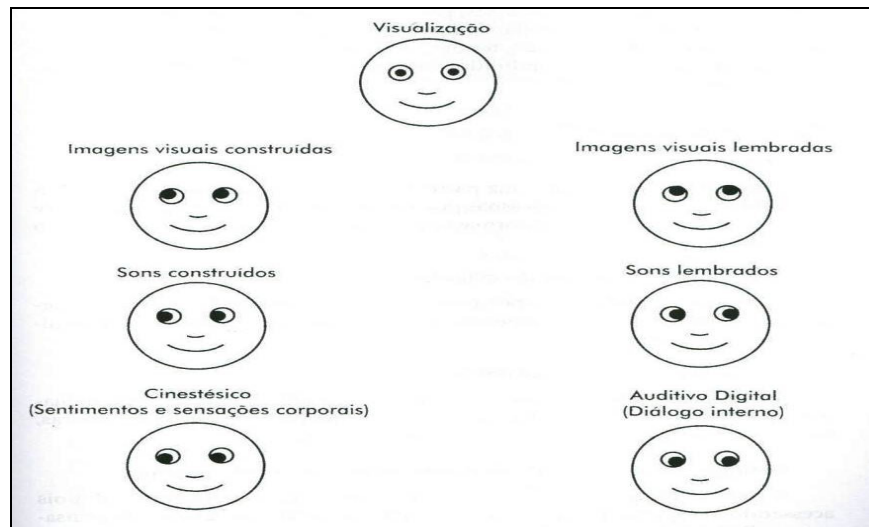 Visualização
Imagens visuais construídas
Imagens visuais lembradas
Sons construídos
Sons lembrados
Cinestésico
(Sentimentos e sensações corporais)
Auditivo Digital
(Diálogo interno)